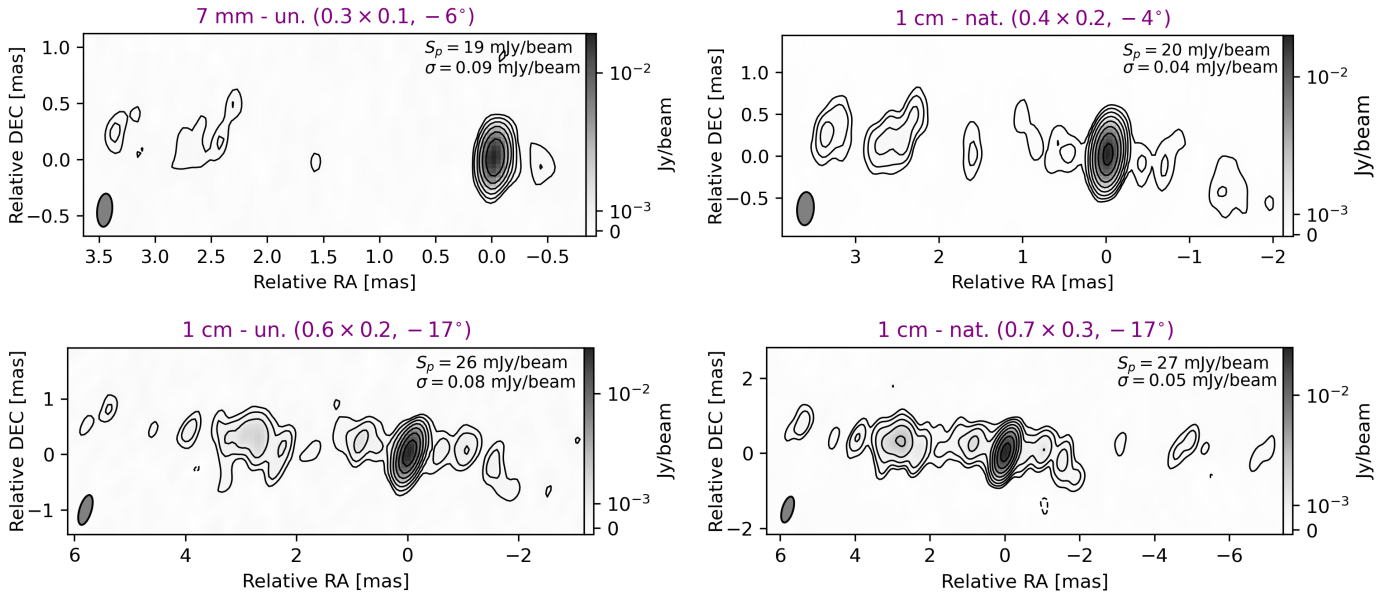 7 mm - un. (0.3 × 0.1, − 6°)
Relative DEC [mas]
1.0
0.5
0.0
−0.5
S_p = 19 mJy/beam
σ = 0.09 mJy/beam
10⁻²
10⁻³
0
Jy/beam
3.5 3.0 2.5 2.0 1.5 1.0 0.5 0.0 −0.5
Relative RA [mas]
1 cm - nat. (0.4 × 0.2, − 4°)
Relative DEC [mas]
1.0
0.5
0.0
−0.5
S_p = 20 mJy/beam
σ = 0.04 mJy/beam
10⁻²
10⁻³
0
Jy/beam
3 2 1 0 −1 −2
Relative RA [mas]
1 cm - un. (0.6 × 0.2, − 17°)
Relative DEC [mas]
1
0
−1
S_p = 26 mJy/beam
σ = 0.08 mJy/beam
10⁻²
10⁻³
0
Jy/beam
6 4 2 0 −2
Relative RA [mas]
1 cm - nat. (0.7 × 0.3, − 17°)
Relative DEC [mas]
2
0
−2
S_p = 27 mJy/beam
σ = 0.05 mJy/beam
10⁻²
10⁻³
0
Jy/beam
6 4 2 0 −2 −4 −6
Relative RA [mas]